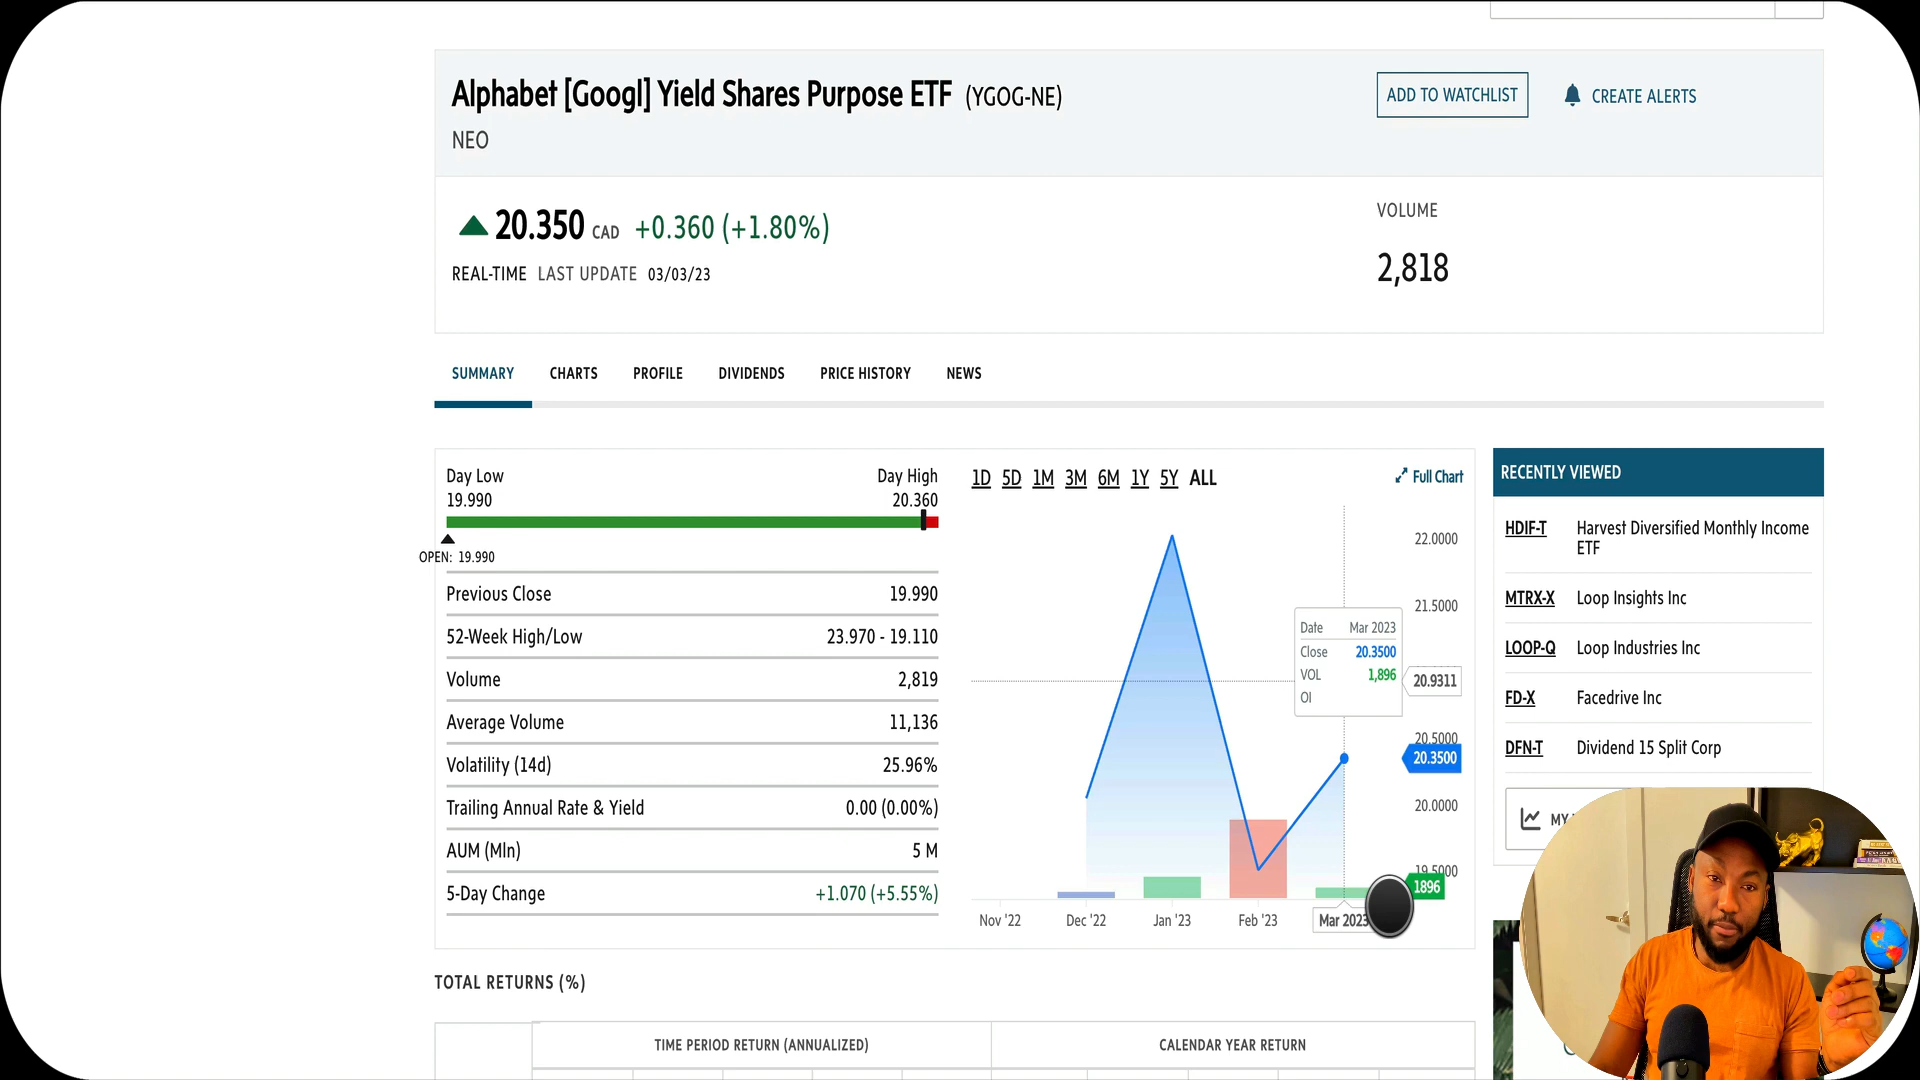 Alphabet [Googl] Yield Shares Purpose ETF (YGOG-NE)
NEO
ADD TO WATCHLIST
CREATE ALERTS
20.350 CAD +0.360 (+1.80%)
REAL-TIME LAST UPDATE 03/03/23
VOLUME
2,818
SUMMARY CHARTS PROFILE DIVIDENDS PRICE HISTORY NEWS
Day Low Day High
19.990 20.360
OPEN: 19.990
Previous Close 19.990
52-Week High/Low 23.970 - 19.110
Volume 2,819
Average Volume 11,136
Volatility (14d) 25.96%
Trailing Annual Rate & Yield 0.00 (0.00%)
AUM (Mln) 5 M
5-Day Change +1.070 (+5.55%)
1D 5D 1M 3M 6M 1Y 5Y ALL
Full Chart
22.0000
21.5000
Date Mar 2023
Close 20.3500
VOL 1,896
OI
20.9311
20.5000
20.3500
20.0000
19.5000
1896
Nov '22 Dec '22 Jan '23 Feb '23 Mar 2023
RECENTLY VIEWED
HDIF-T Harvest Diversified Monthly Income
ETF
MTRX-X Loop Insights Inc
LOOP-Q Loop Industries Inc
FD-X Facedrive Inc
DFN-T Dividend 15 Split Corp
MY
TOTAL RETURNS (%)
TIME PERIOD RETURN (ANNUALIZED) CALENDAR YEAR RETURN